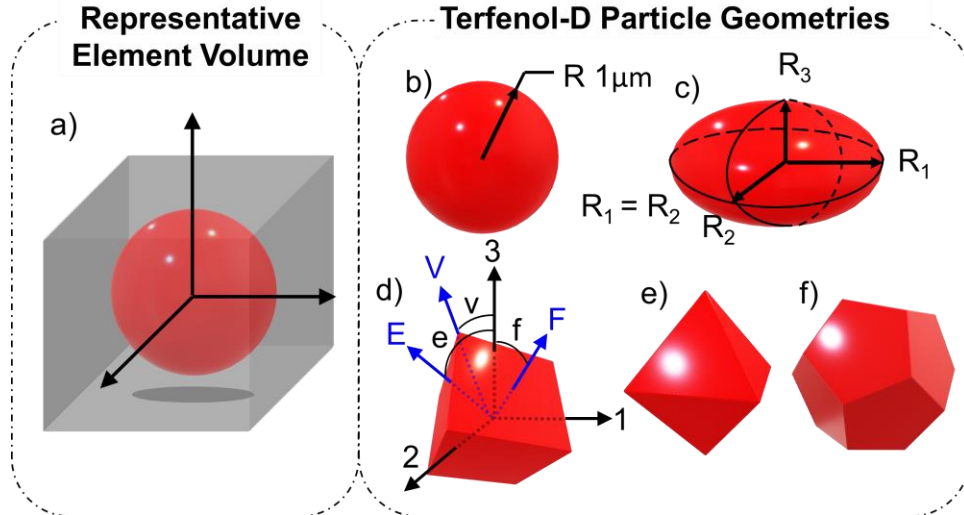 Representative
Element Volume
Terfenol-D Particle Geometries
a)
b)
R 1μm
c)
R₃
R₁
R₁ = R₂
R₂
d)
3
V
v
f
F
e
E
1
2
e)
f)